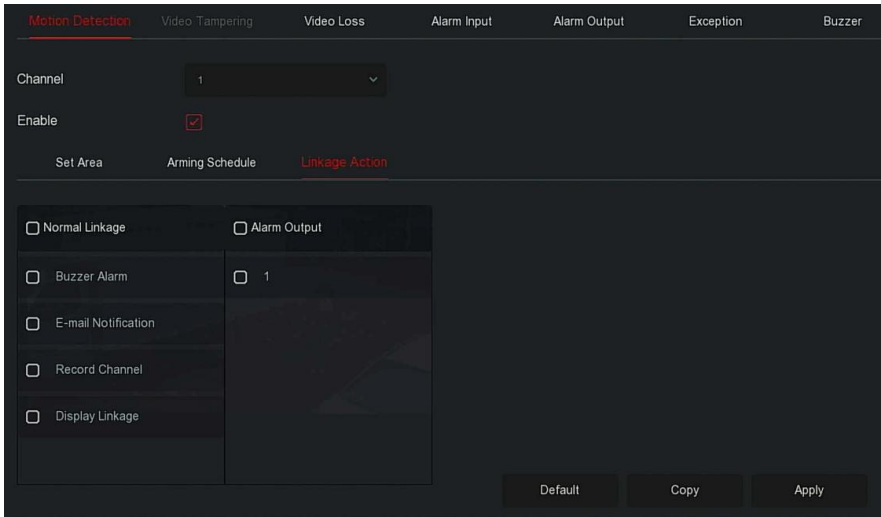 Motion Detection Video Tampering Video Loss Alarm Input Alarm Output Exception Buzzer
Channel 1
Enable
Set Area Arming Schedule Linkage Action
Normal Linkage Alarm Output
Buzzer Alarm 1
E-mail Notification
Record Channel
Display Linkage
Default Copy Apply